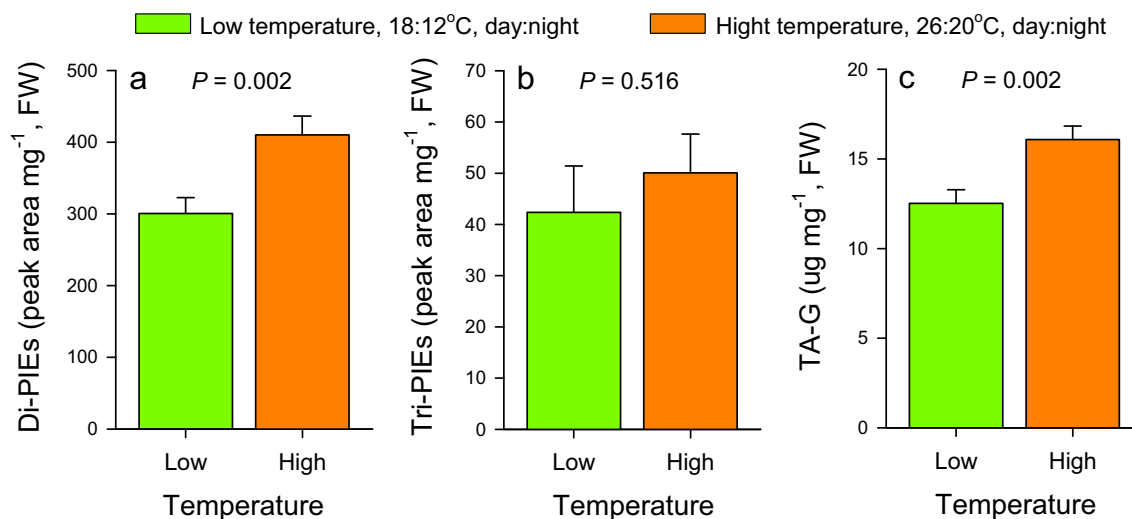 Low temperature, 18:12°C, day:night
Hight temperature, 26:20°C, day:night
a
P = 0.002
Di-PIEs (peak area mg⁻¹, FW)
500
400
300
200
100
0
Low
High
Temperature
b
P = 0.516
Tri-PIEs (peak area mg⁻¹, FW)
70
60
50
40
30
20
10
0
Low
High
Temperature
c
P = 0.002
TA-G (ug mg⁻¹, FW)
20
15
10
5
0
Low
High
Temperature